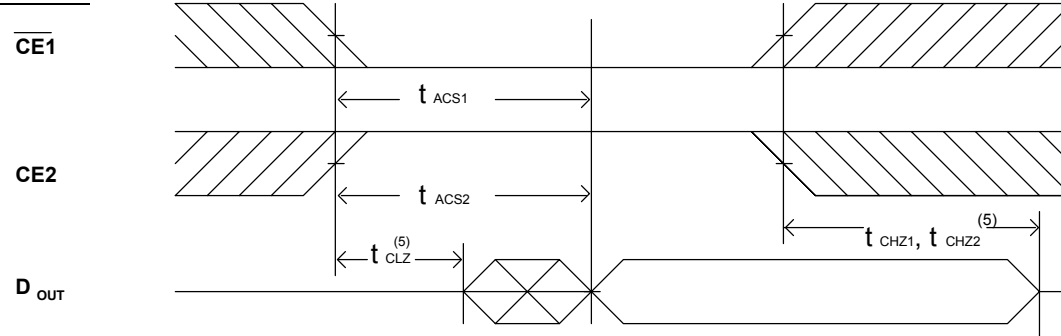 CE1
t ACS1
CE2
t ACS2
t CLZ (5)
t CHZ1, t CHZ2 (5)
D OUT